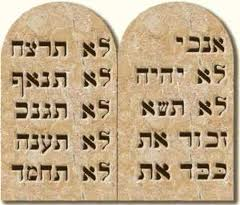 אנכי
לא יהיה
לא תשא
זכור את
כבד את
לא תרצח
לא תנאף
לא תגנב
לא תענה
לא תחמד